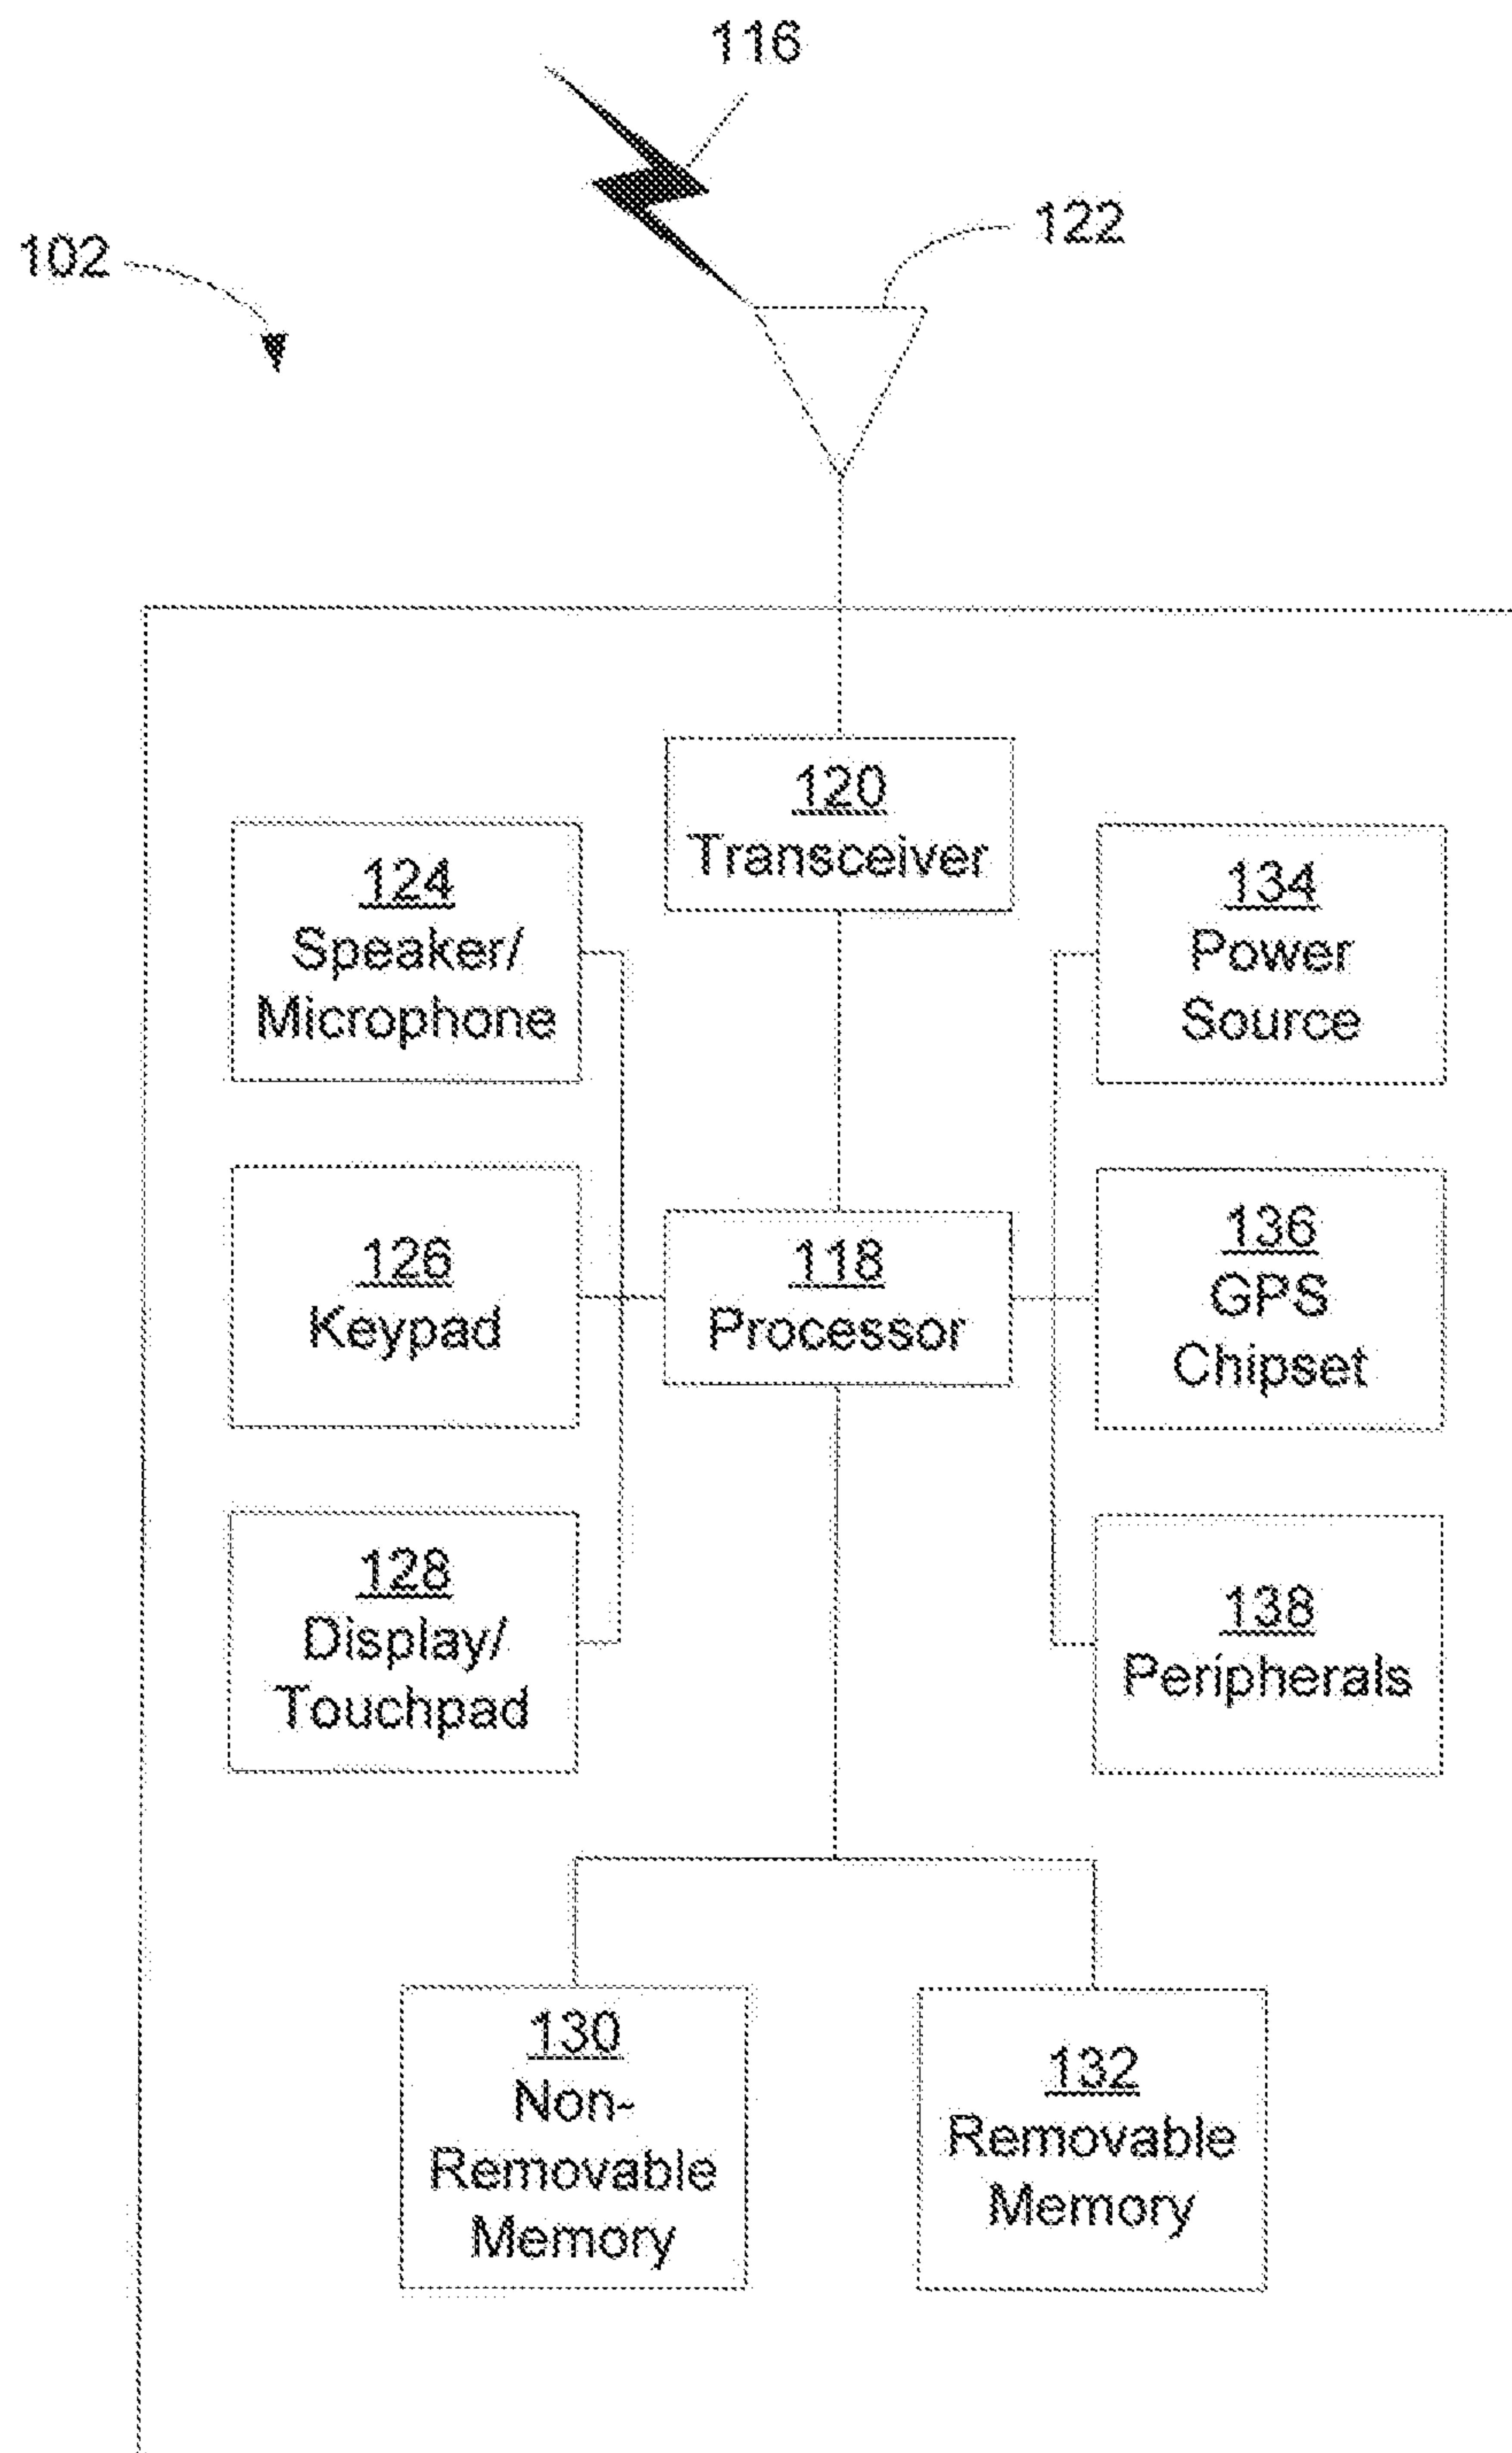 116
122
102
120
Transceiver
124
Speaker/
Microphone
134
Power
Source
126
Keypad
118
Processor
136
GPS
Chipset
128
Display/
Touchpad
138
Peripherals
130
Non-
Removable
Memory
132
Removable
Memory